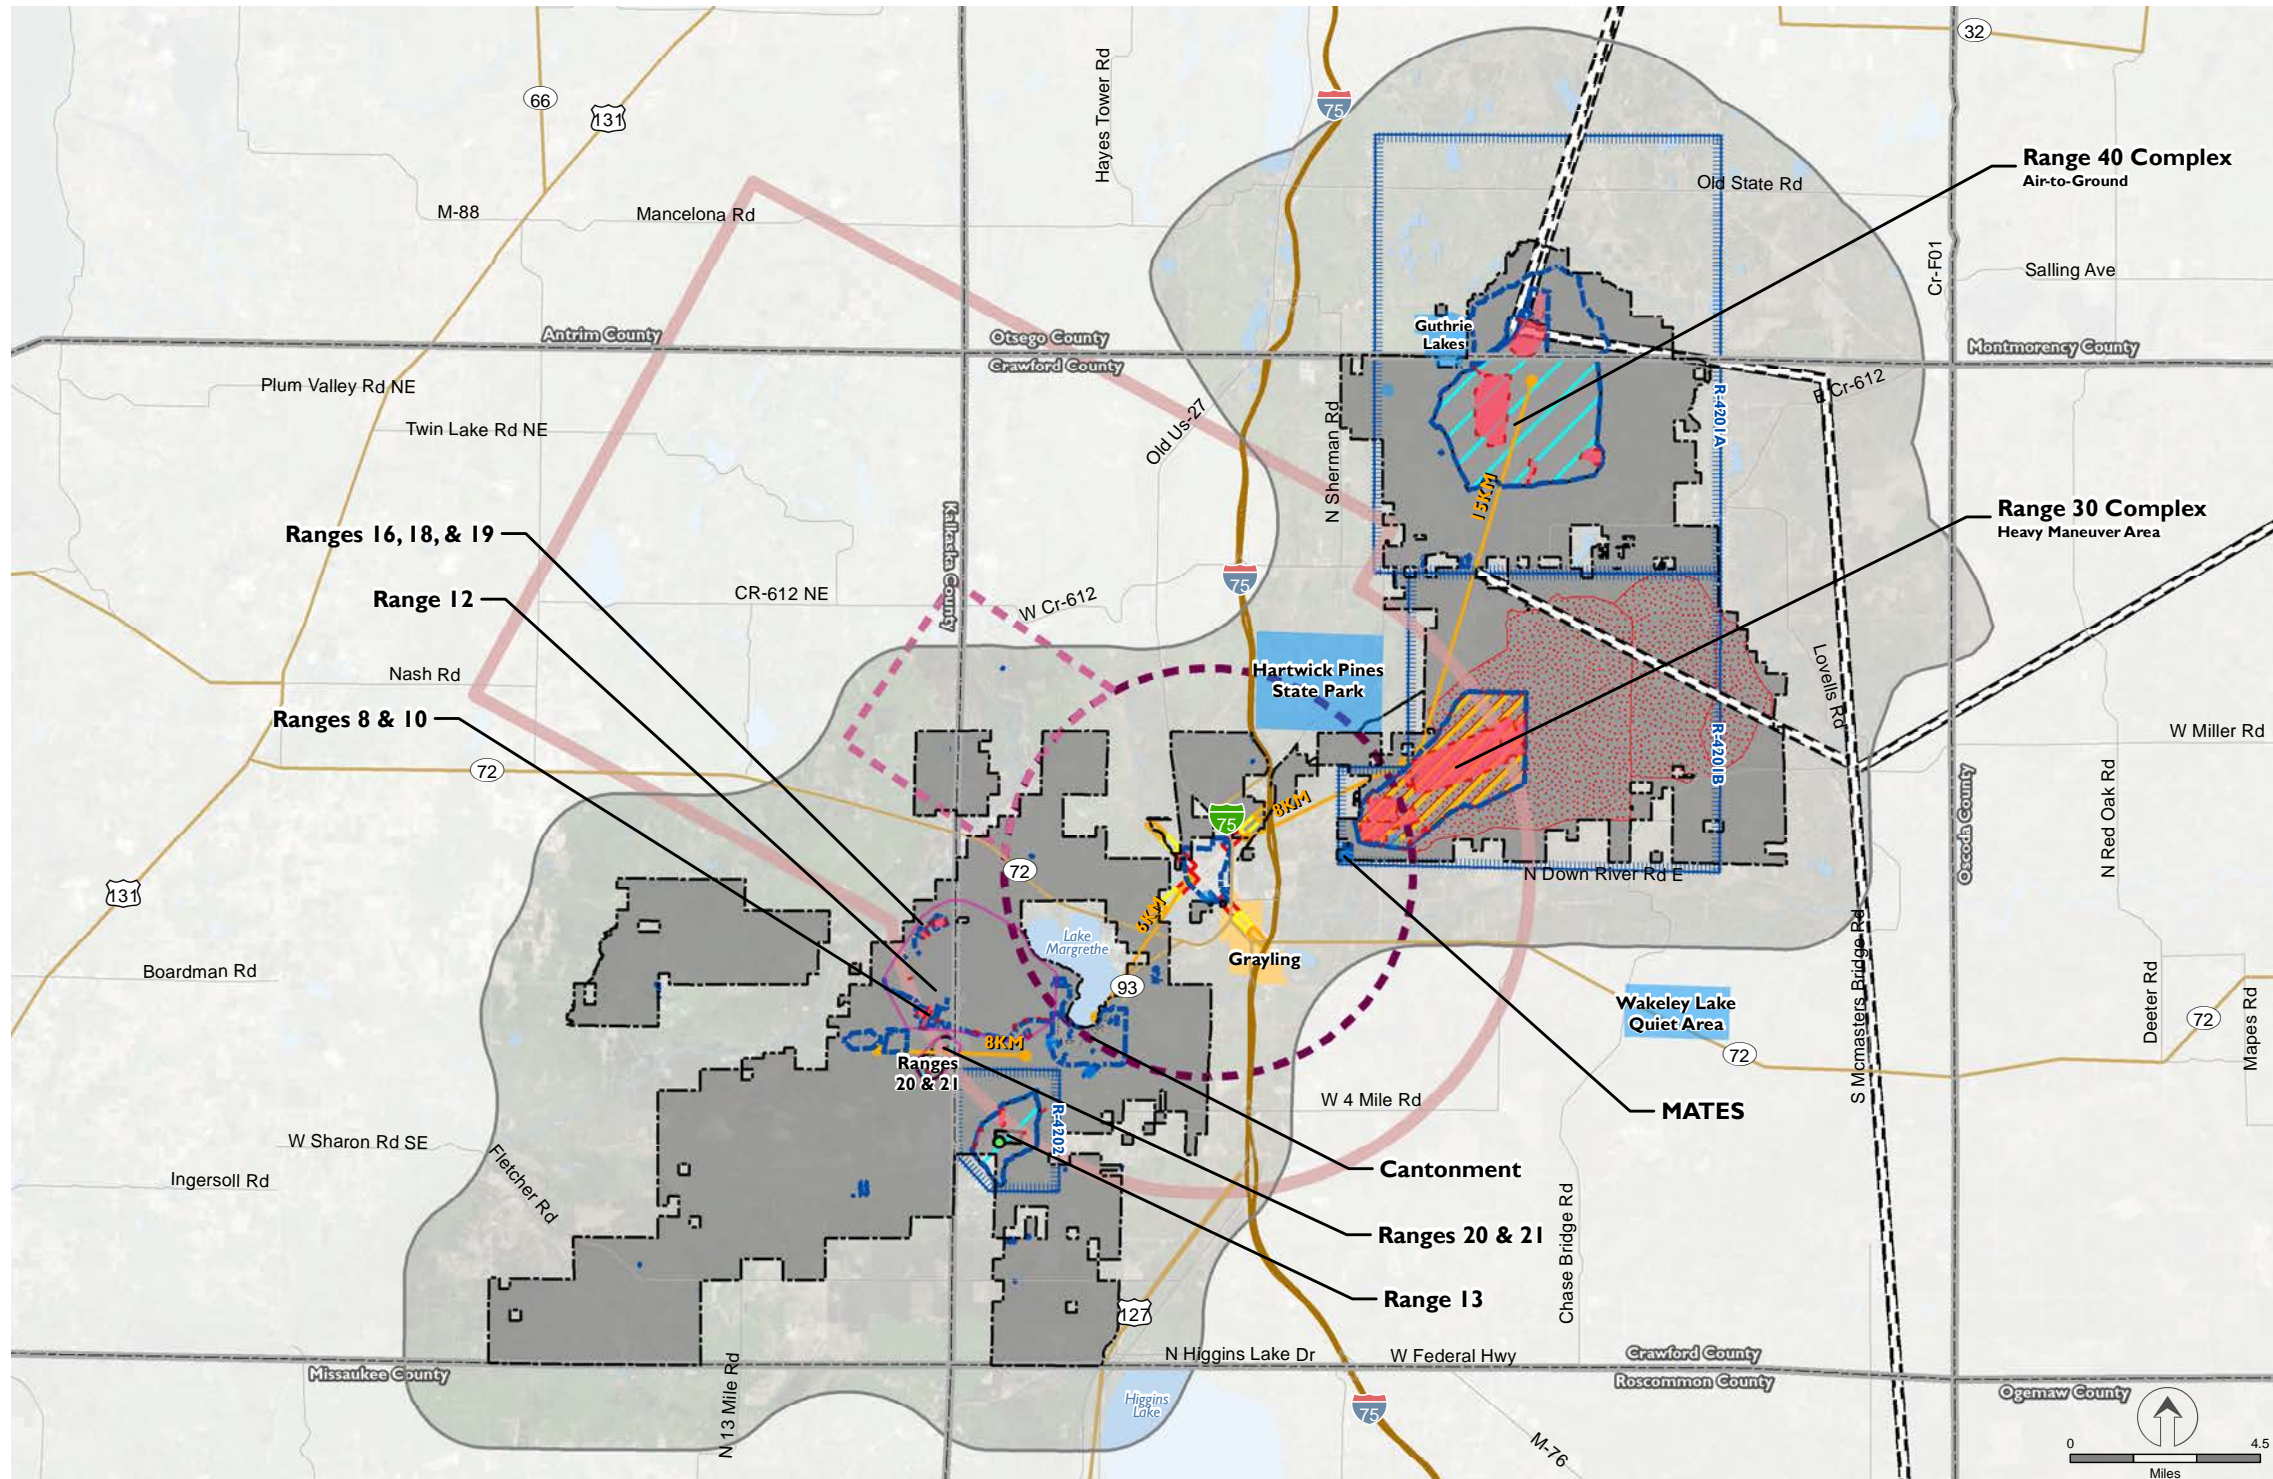 32
66
131
75
Hayes Tower Rd
M-88
Mancelona Rd
Old State Rd
Range 40 Complex
Air-to-Ground
Cr-F01
Salling Ave
Antrim County
Otsego County
Crawford County
Guthrie
Lakes
Montmorency County
Plum Valley Rd NE
Twin Lake Rd NE
Old Us-27
N Sherman Rd
E Cr-612
R-4201A
15KM
Ranges 16, 18, & 19
Range 12
Kalkaska County
CR-612 NE
W Cr-612
75
Range 30 Complex
Heavy Maneuver Area
Nash Rd
Ranges 8 & 10
Hartwick Pines
State Park
Lovells Rd
R-4201B
W Miller Rd
N Red Oak Rd
Oscoda County
72
8KM
75
72
131
N Down River Rd E
6KM
Lake
Margrethe
Grayling
93
Boardman Rd
Wakeley Lake
Quiet Area
S Mcmasters Bridge Rd
Deeter Rd
72
Mapes Rd
72
8KM
Ranges
20 & 21
R-4202
W 4 Mile Rd
MATES
W Sharon Rd SE
Fletcher Rd
Ingersoll Rd
Cantonment
Ranges 20 & 21
Range 13
Chase Bridge Rd
127
N Higgins Lake Dr
W Federal Hwy
Crawford County
Roscommon County
Missaukee County
N 13 Mile Rd
Higgins
Lake
75
M-76
Ogemaw County
0
4.5
Miles